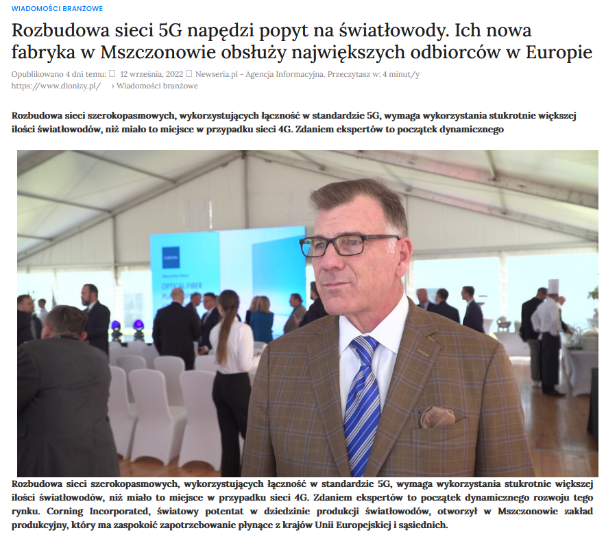 WIADOMOŚCI BRANŻOWE
Rozbudowa sieci 5G napędzi popyt na światłowody. Ich nowa
fabryka w Mszczonowie obsłuży największych odbiorców w Europie
Opublikowano 4 dni temu: 12 września, 2022 Newseria.pl - Agencja Informacyjna. Przeczytasz w: 4 minut/y
https://www.dionizy.pl/ › Wiadomości branżowe
Rozbudowa sieci szerokopasmowych, wykorzystujących łączność w standardzie 5G, wymaga wykorzystania stukrotnie większej
ilości światłowodów, niż miało to miejsce w przypadku sieci 4G. Zdaniem ekspertów to początek dynamicznego
OPTICAL FIBER
Rozbudowa sieci szerokopasmowych, wykorzystujących łączność w standardzie 5G, wymaga wykorzystania stukrotnie większej
ilości światłowodów, niż miało to miejsce w przypadku sieci 4G. Zdaniem ekspertów to początek dynamicznego rozwoju tego
rynku. Corning Incorporated, światowy potentat w dziedzinie produkcji światłowodów, otworzył w Mszczonowie zakład
produkcyjny, który ma zaspokoić zapotrzebowanie płynące z krajów Unii Europejskiej i sąsiednich.